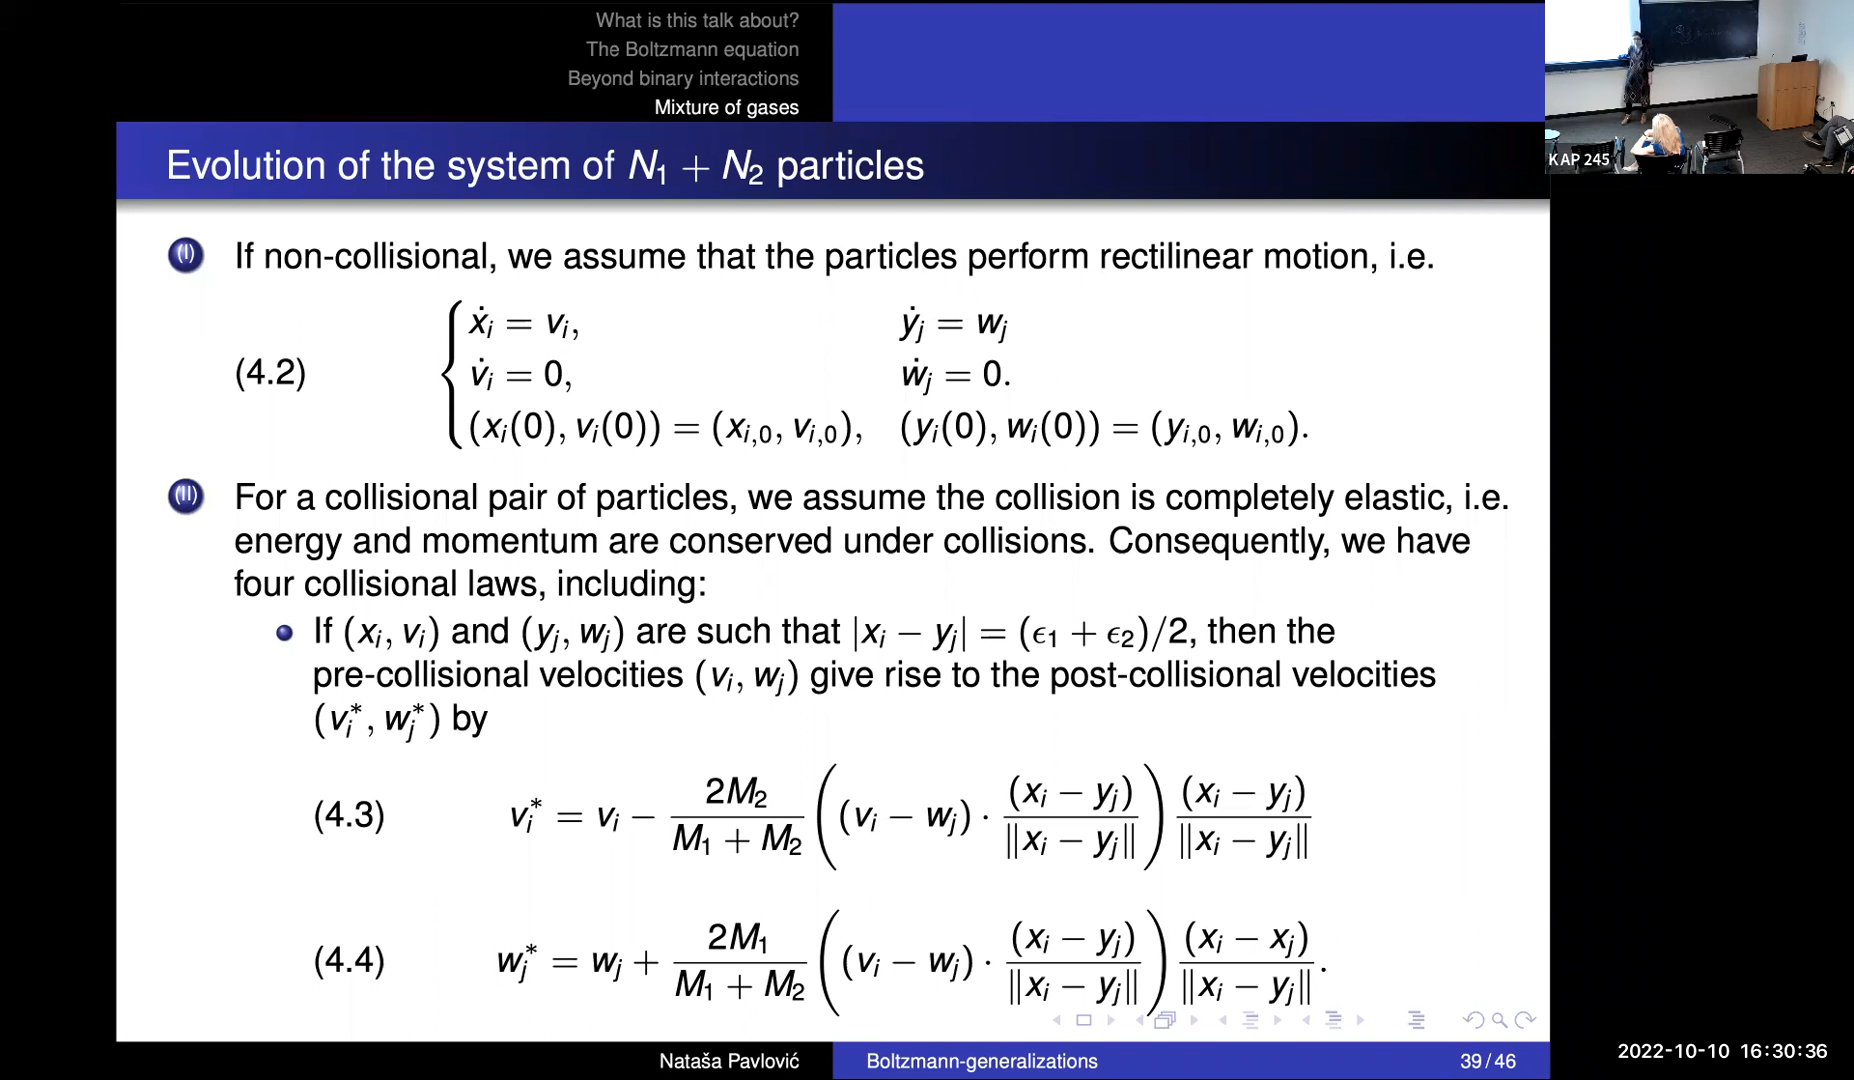 What is this talk about?
The Boltzmann equation
Beyond binary interactions
Mixture of gases
KAP 245
Evolution of the system of N₁ + N₂ particles
(I) If non-collisional, we assume that the particles perform rectilinear motion, i.e.
ẋᵢ = vᵢ, ẏⱼ = wⱼ
(4.2) v̇ᵢ = 0, ẇⱼ = 0.
(xᵢ(0), vᵢ(0)) = (xᵢ,₀, vᵢ,₀), (yᵢ(0), wᵢ(0)) = (yᵢ,₀, wᵢ,₀).
(II) For a collisional pair of particles, we assume the collision is completely elastic, i.e.
energy and momentum are conserved under collisions. Consequently, we have
four collisional laws, including:
If (xᵢ, vᵢ) and (yⱼ, wⱼ) are such that |xᵢ − yⱼ| = (ϵ₁ + ϵ₂)/2, then the
pre-collisional velocities (vᵢ, wⱼ) give rise to the post-collisional velocities
(vᵢ*, wⱼ*) by
(4.3) vᵢ* = vᵢ − 2M₂/(M₁ + M₂) ((vᵢ − wⱼ) · (xᵢ − yⱼ)/‖xᵢ − yⱼ‖) (xᵢ − yⱼ)/‖xᵢ − yⱼ‖
(4.4) wⱼ* = wⱼ + 2M₁/(M₁ + M₂) ((vᵢ − wⱼ) · (xᵢ − yⱼ)/‖xᵢ − yⱼ‖) (xᵢ − xⱼ)/‖xᵢ − yⱼ‖.
Nataša Pavlović Boltzmann-generalizations 39 / 46
2022-10-10 16:30:36